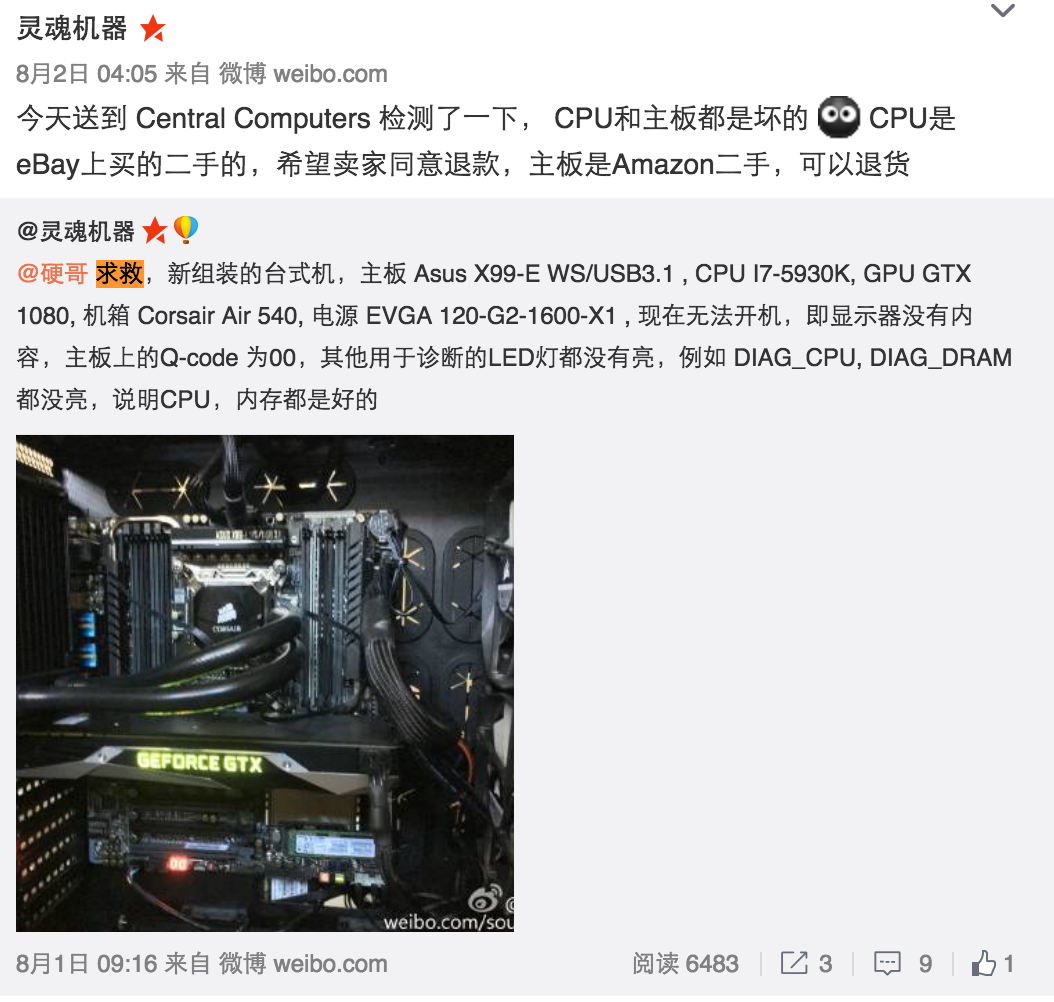 灵魂机器
8月2日 04:05 来自 微博 weibo.com
今天送到 Central Computers 检测了一下， CPU和主板都是坏的 CPU是
eBay上买的二手的，希望卖家同意退款，主板是Amazon二手，可以退货
@灵魂机器
@硬哥 求救，新组装的台式机，主板 Asus X99-E WS/USB3.1 , CPU I7-5930K, GPU GTX
1080, 机箱 Corsair Air 540, 电源 EVGA 120-G2-1600-X1 , 现在无法开机，即显示器没有内
容，主板上的Q-code 为00，其他用于诊断的LED灯都没有亮，例如 DIAG_CPU, DIAG_DRAM
都没亮，说明CPU，内存都是好的
CORSAIR
GEFORCE GTX
00
weibo.com/sou
8月1日 09:16 来自 微博 weibo.com
阅读 6483 3 9 1